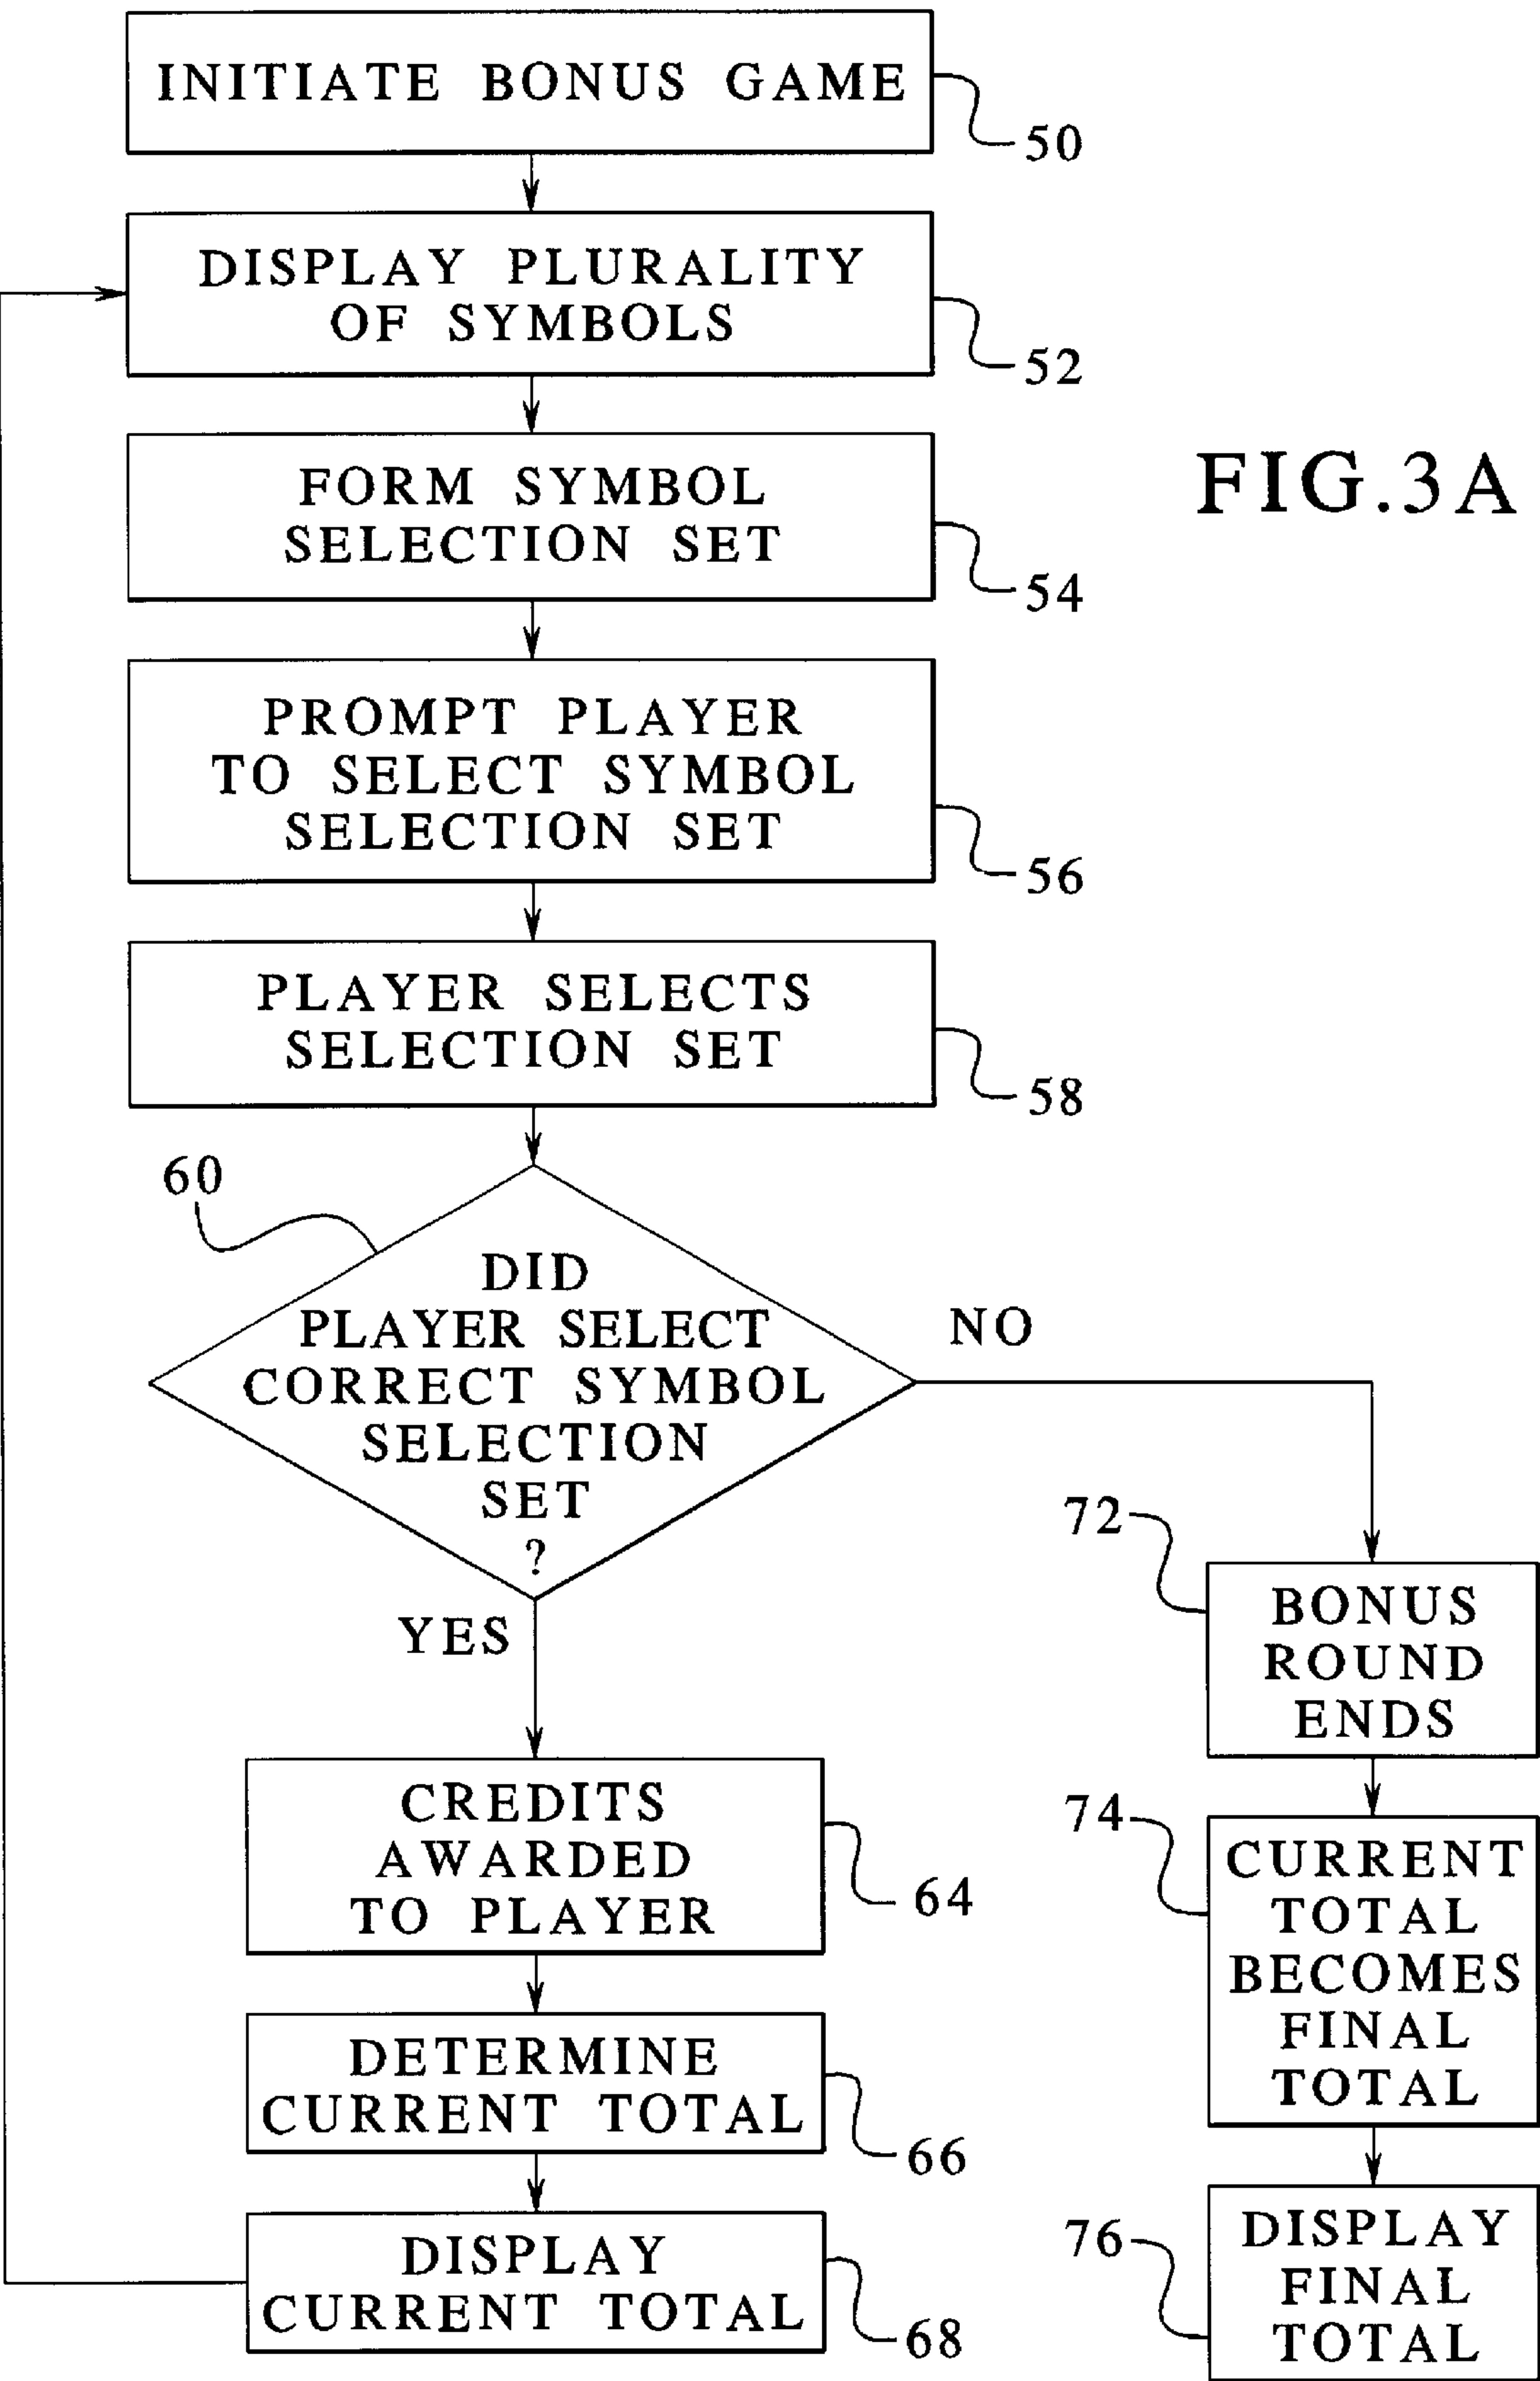 INITIATE BONUS GAME
50
DISPLAY PLURALITY
OF SYMBOLS
52
FORM SYMBOL
SELECTION SET
54
FIG.3A
PROMPT PLAYER
TO SELECT SYMBOL
SELECTION SET
56
PLAYER SELECTS
SELECTION SET
58
60
DID
PLAYER SELECT
CORRECT SYMBOL
SELECTION
SET
?
NO
YES
CREDITS
AWARDED
TO PLAYER
64
DETERMINE
CURRENT TOTAL
66
DISPLAY
CURRENT TOTAL
68
72
BONUS
ROUND
ENDS
74
CURRENT
TOTAL
BECOMES
FINAL
TOTAL
76
DISPLAY
FINAL
TOTAL